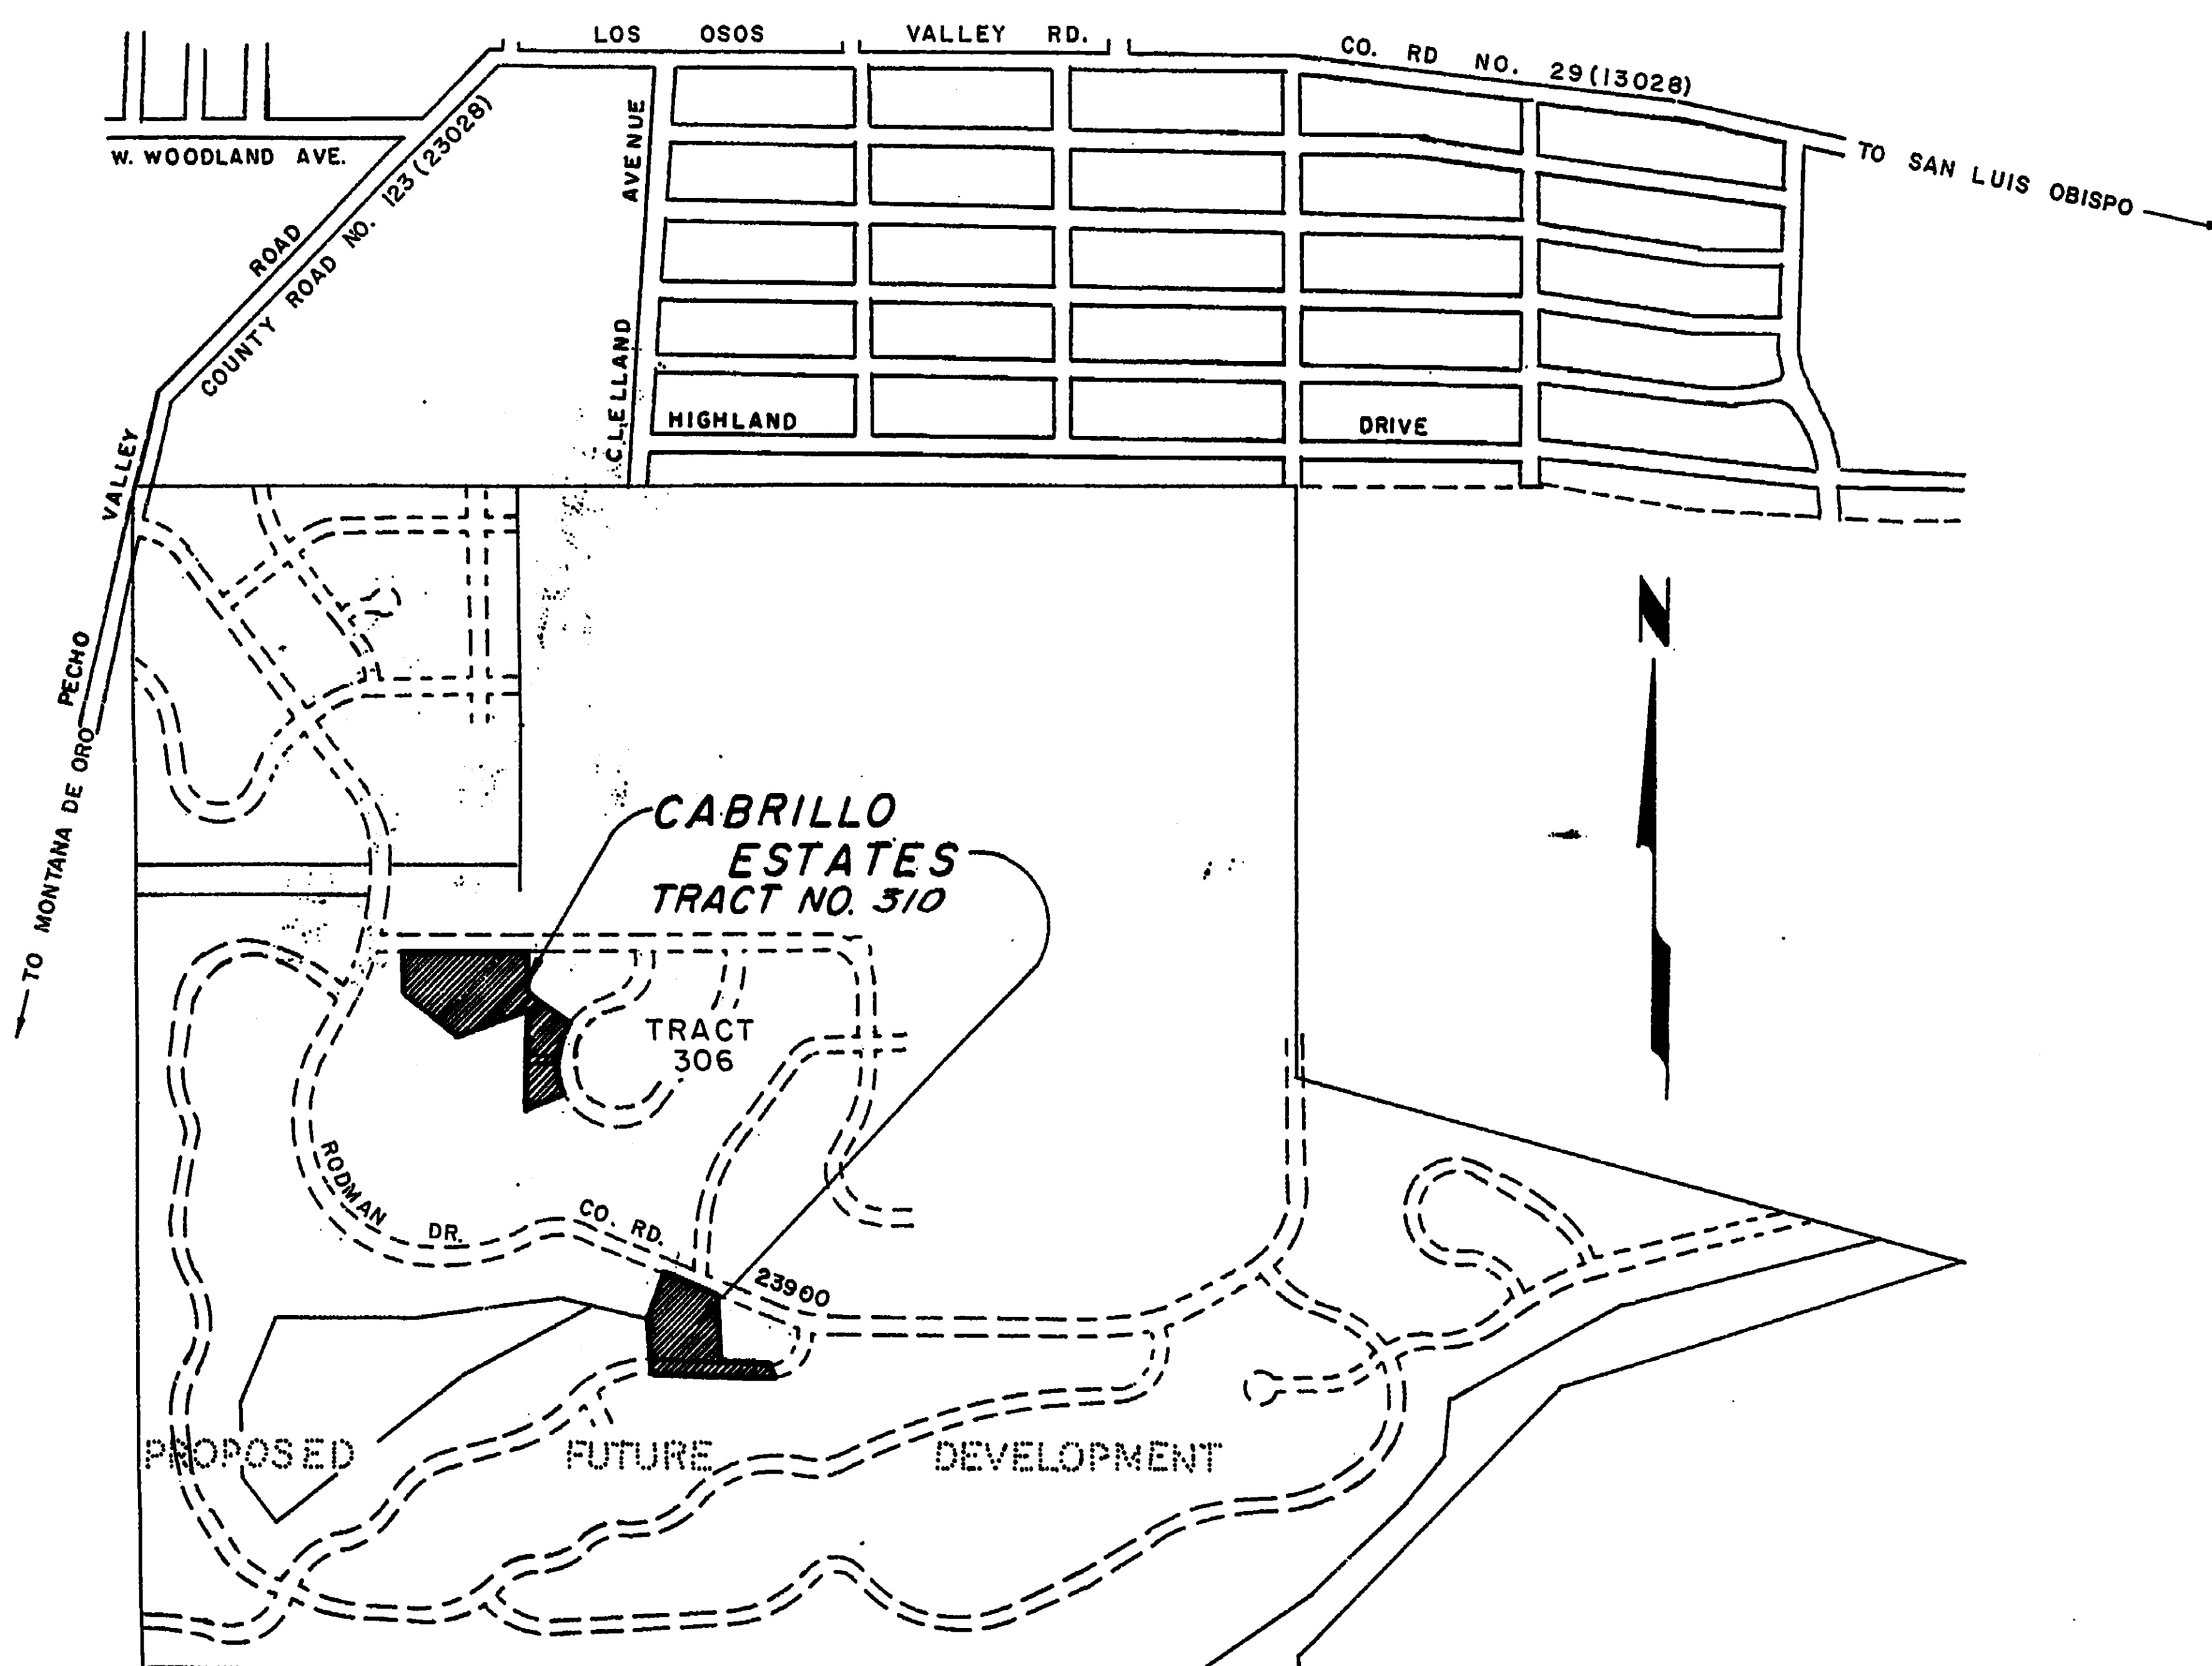 LOS OSOS VALLEY RD.
CO. RD NO. 29 (13028)
TO SAN LUIS OBISPO
W. WOODLAND AVE.
PECHO VALLEY ROAD
COUNTY ROAD NO. 123 (23028)
CLELLAND AVENUE
HIGHLAND DRIVE
N
TO MONTANA DE ORO
CABRILLO
ESTATES
TRACT NO. 310
TRACT
306
RODMAN DR. CO. RD. 23900
PROPOSED FUTURE DEVELOPMENT